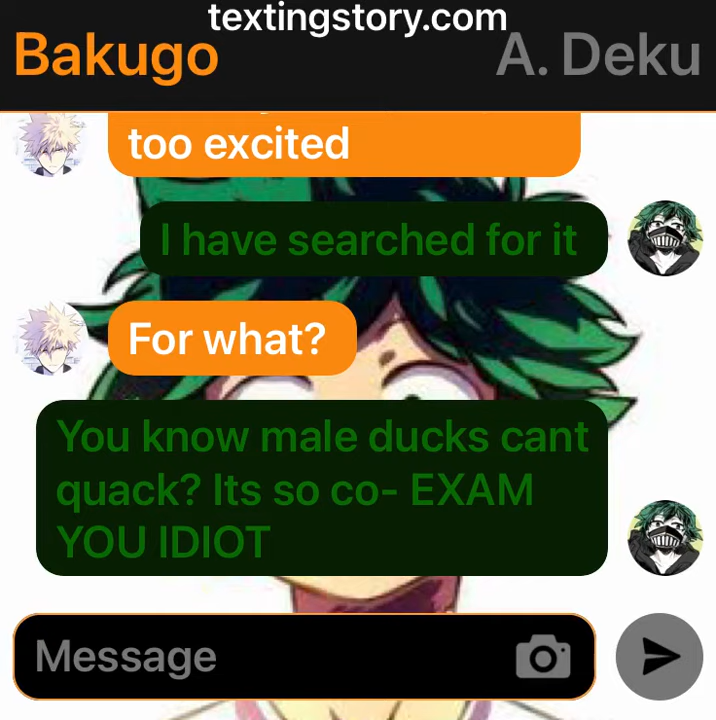 textingstory.com
Bakugo
A. Deku
too excited
I have searched for it
For what?
You know male ducks cant
quack? Its so co- EXAM
YOU IDIOT
Message